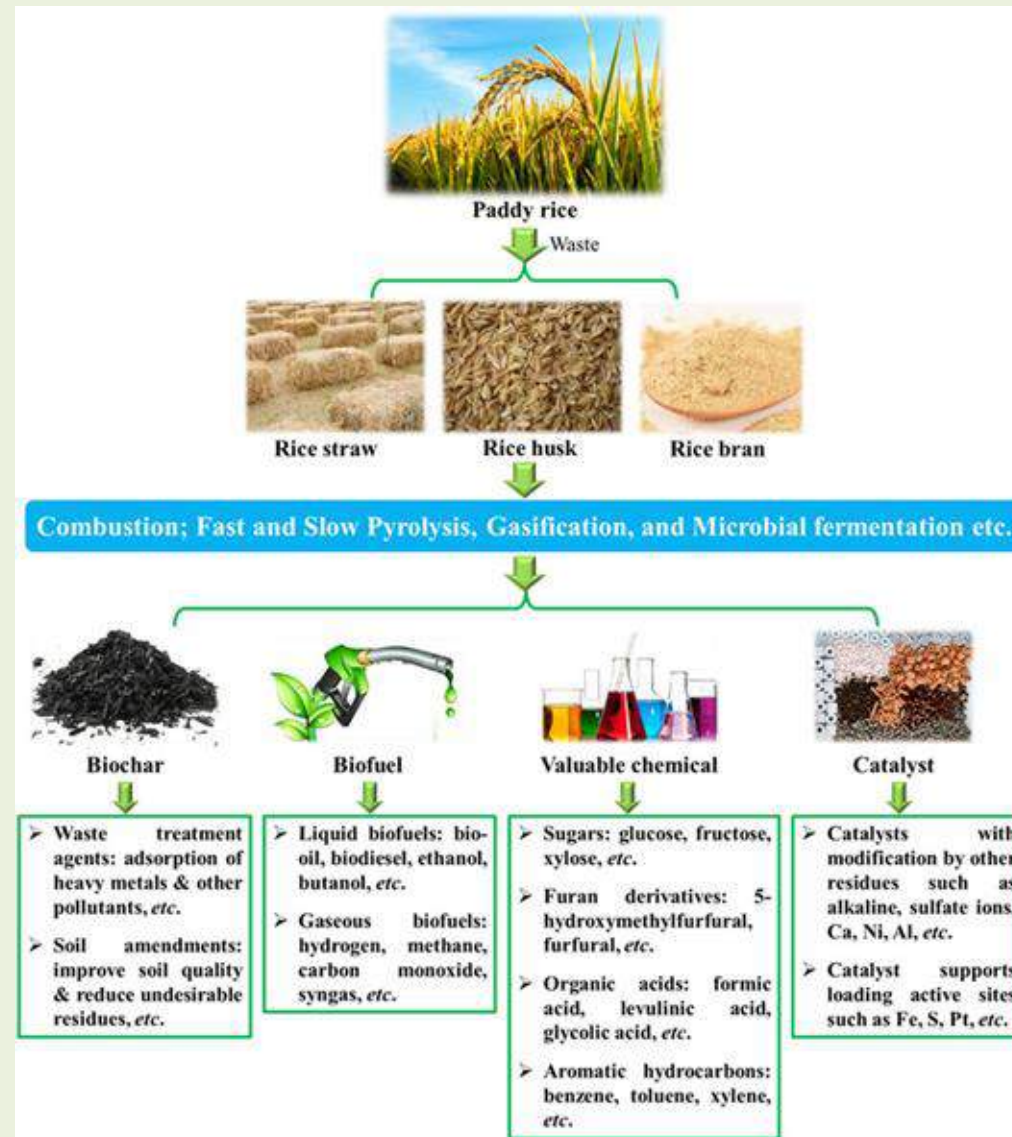 Paddy rice
Waste
Rice straw
Rice husk
Rice bran
Combustion; Fast and Slow Pyrolysis, Gasification, and Microbial fermentation etc.
Biochar
Biofuel
Valuable chemical
Catalyst
➢ Waste treatment
agents: adsorption of
heavy metals & other
pollutants, etc.
➢ Soil amendments:
improve soil quality
& reduce undesirable
residues, etc.
➢ Liquid biofuels: bio-
oil, biodiesel, ethanol,
butanol, etc.
➢ Gaseous biofuels:
hydrogen, methane,
carbon monoxide,
syngas, etc.
➢ Sugars: glucose, fructose,
xylose, etc.
➢ Furan derivatives: 5-
hydroxymethylfurfural,
furfural, etc.
➢ Organic acids: formic
acid, levulinic acid,
glycolic acid, etc.
➢ Aromatic hydrocarbons:
benzene, toluene, xylene,
etc.
➢ Catalysts with
modification by other
residues such as
alkaline, sulfate ions,
Ca, Ni, Al, etc.
➢ Catalyst supports
loading active sites
such as Fe, S, Pt, etc.